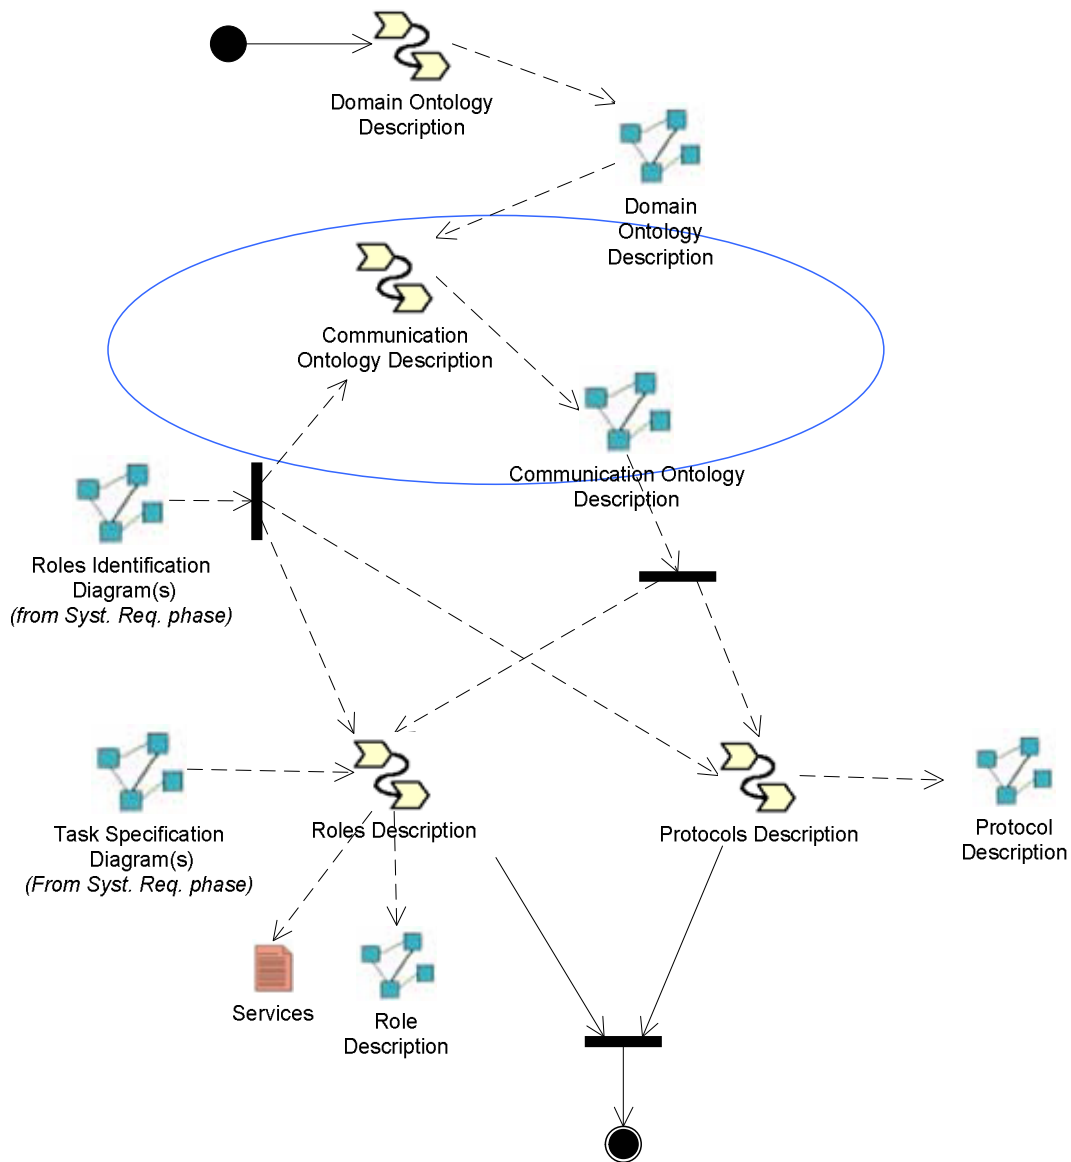 Domain Ontology
Description
Domain
Ontology
Description
Communication
Ontology Description
Communication Ontology
Description
Roles Identification
Diagram(s)
(from Syst. Req. phase)
Task Specification
Diagram(s)
(From Syst. Req. phase)
Roles Description
Protocols Description
Protocol
Description
Services
Role
Description